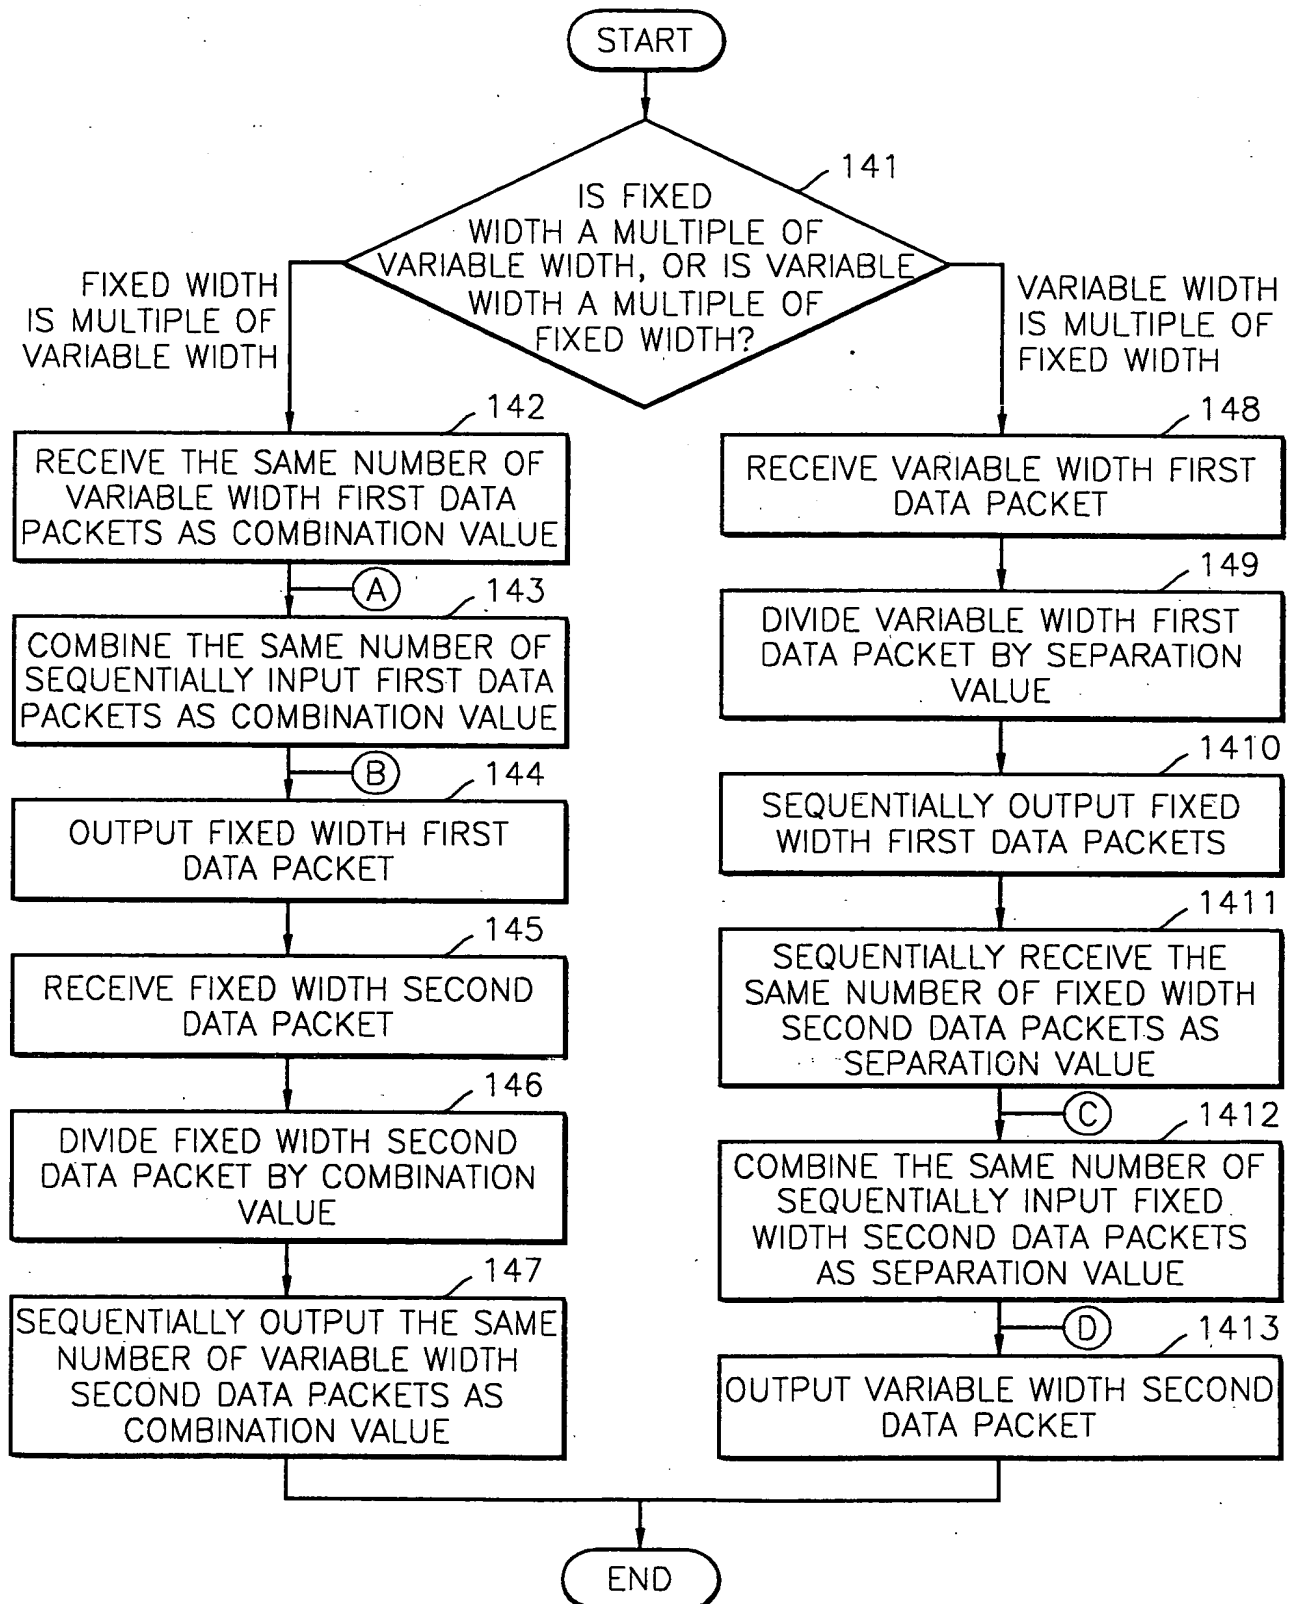 START
141
IS FIXED
WIDTH A MULTIPLE OF
VARIABLE WIDTH, OR IS VARIABLE
WIDTH A MULTIPLE OF
FIXED WIDTH?
FIXED WIDTH
IS MULTIPLE OF
VARIABLE WIDTH
VARIABLE WIDTH
IS MULTIPLE OF
FIXED WIDTH
142
RECEIVE THE SAME NUMBER OF
VARIABLE WIDTH FIRST DATA
PACKETS AS COMBINATION VALUE
A
143
COMBINE THE SAME NUMBER OF
SEQUENTIALLY INPUT FIRST DATA
PACKETS AS COMBINATION VALUE
B
144
OUTPUT FIXED WIDTH FIRST
DATA PACKET
145
RECEIVE FIXED WIDTH SECOND
DATA PACKET
146
DIVIDE FIXED WIDTH SECOND
DATA PACKET BY COMBINATION
VALUE
147
SEQUENTIALLY OUTPUT THE SAME
NUMBER OF VARIABLE WIDTH
SECOND DATA PACKETS AS
COMBINATION VALUE
148
RECEIVE VARIABLE WIDTH FIRST
DATA PACKET
149
DIVIDE VARIABLE WIDTH FIRST
DATA PACKET BY SEPARATION
VALUE
1410
SEQUENTIALLY OUTPUT FIXED
WIDTH FIRST DATA PACKETS
1411
SEQUENTIALLY RECEIVE THE
SAME NUMBER OF FIXED WIDTH
SECOND DATA PACKETS AS
SEPARATION VALUE
C
1412
COMBINE THE SAME NUMBER OF
SEQUENTIALLY INPUT FIXED
WIDTH SECOND DATA PACKETS
AS SEPARATION VALUE
D
1413
OUTPUT VARIABLE WIDTH SECOND
DATA PACKET
END